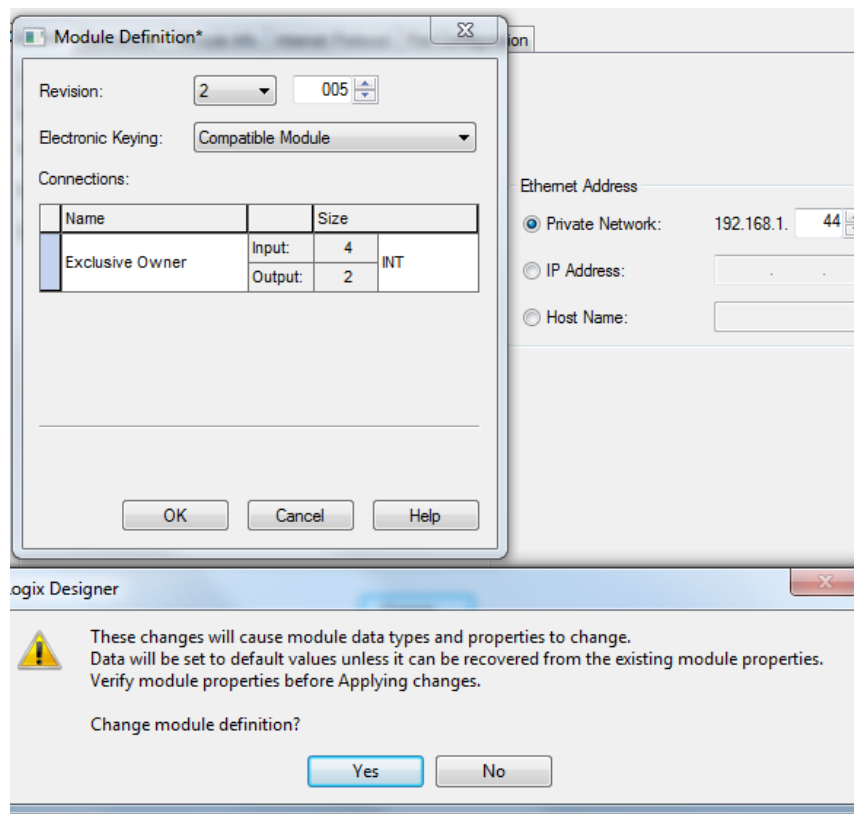 Module Definition*
ion
Revision:
2
005
Electronic Keying:
Compatible Module
Connections:
Name
Size
Exclusive Owner
Input:
4
INT
Output:
2
OK
Cancel
Help
Ethernet Address
Private Network:
192.168.1.
44
IP Address:
. .
Host Name:
ogix Designer
These changes will cause module data types and properties to change.
Data will be set to default values unless it can be recovered from the existing module properties.
Verify module properties before Applying changes.
Change module definition?
Yes
No